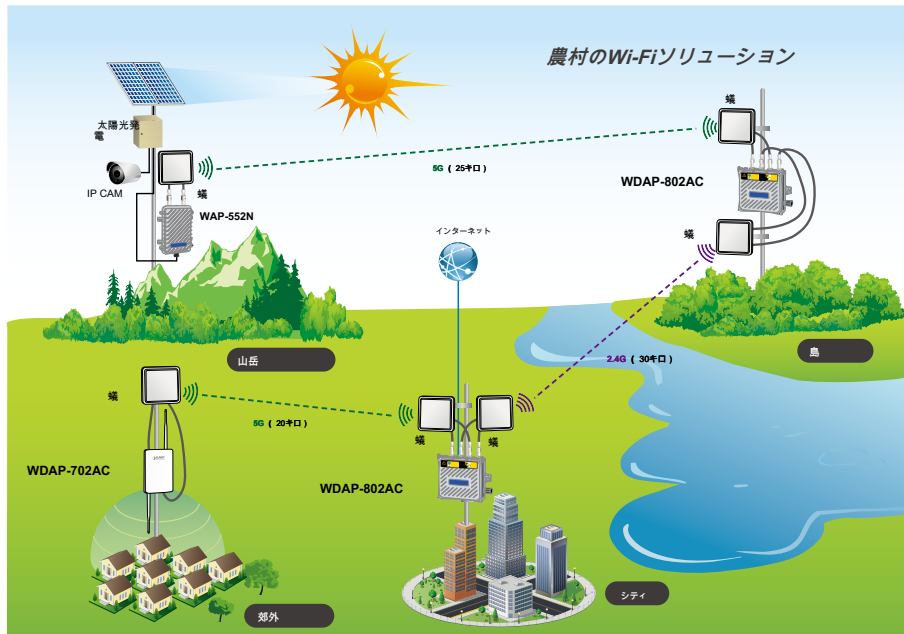 農村のWi-Fiソリューション
蟻
太陽光発
電
5G ( 25キロ )
WDAP-802AC
IP CAM
蟻
WAP-552N
インターネット
蟻
山岳
2.4G ( 30キロ )
島
蟻
5G ( 20キロ )
蟻
蟻
WDAP-702AC
WDAP-802AC
シティ
郊外